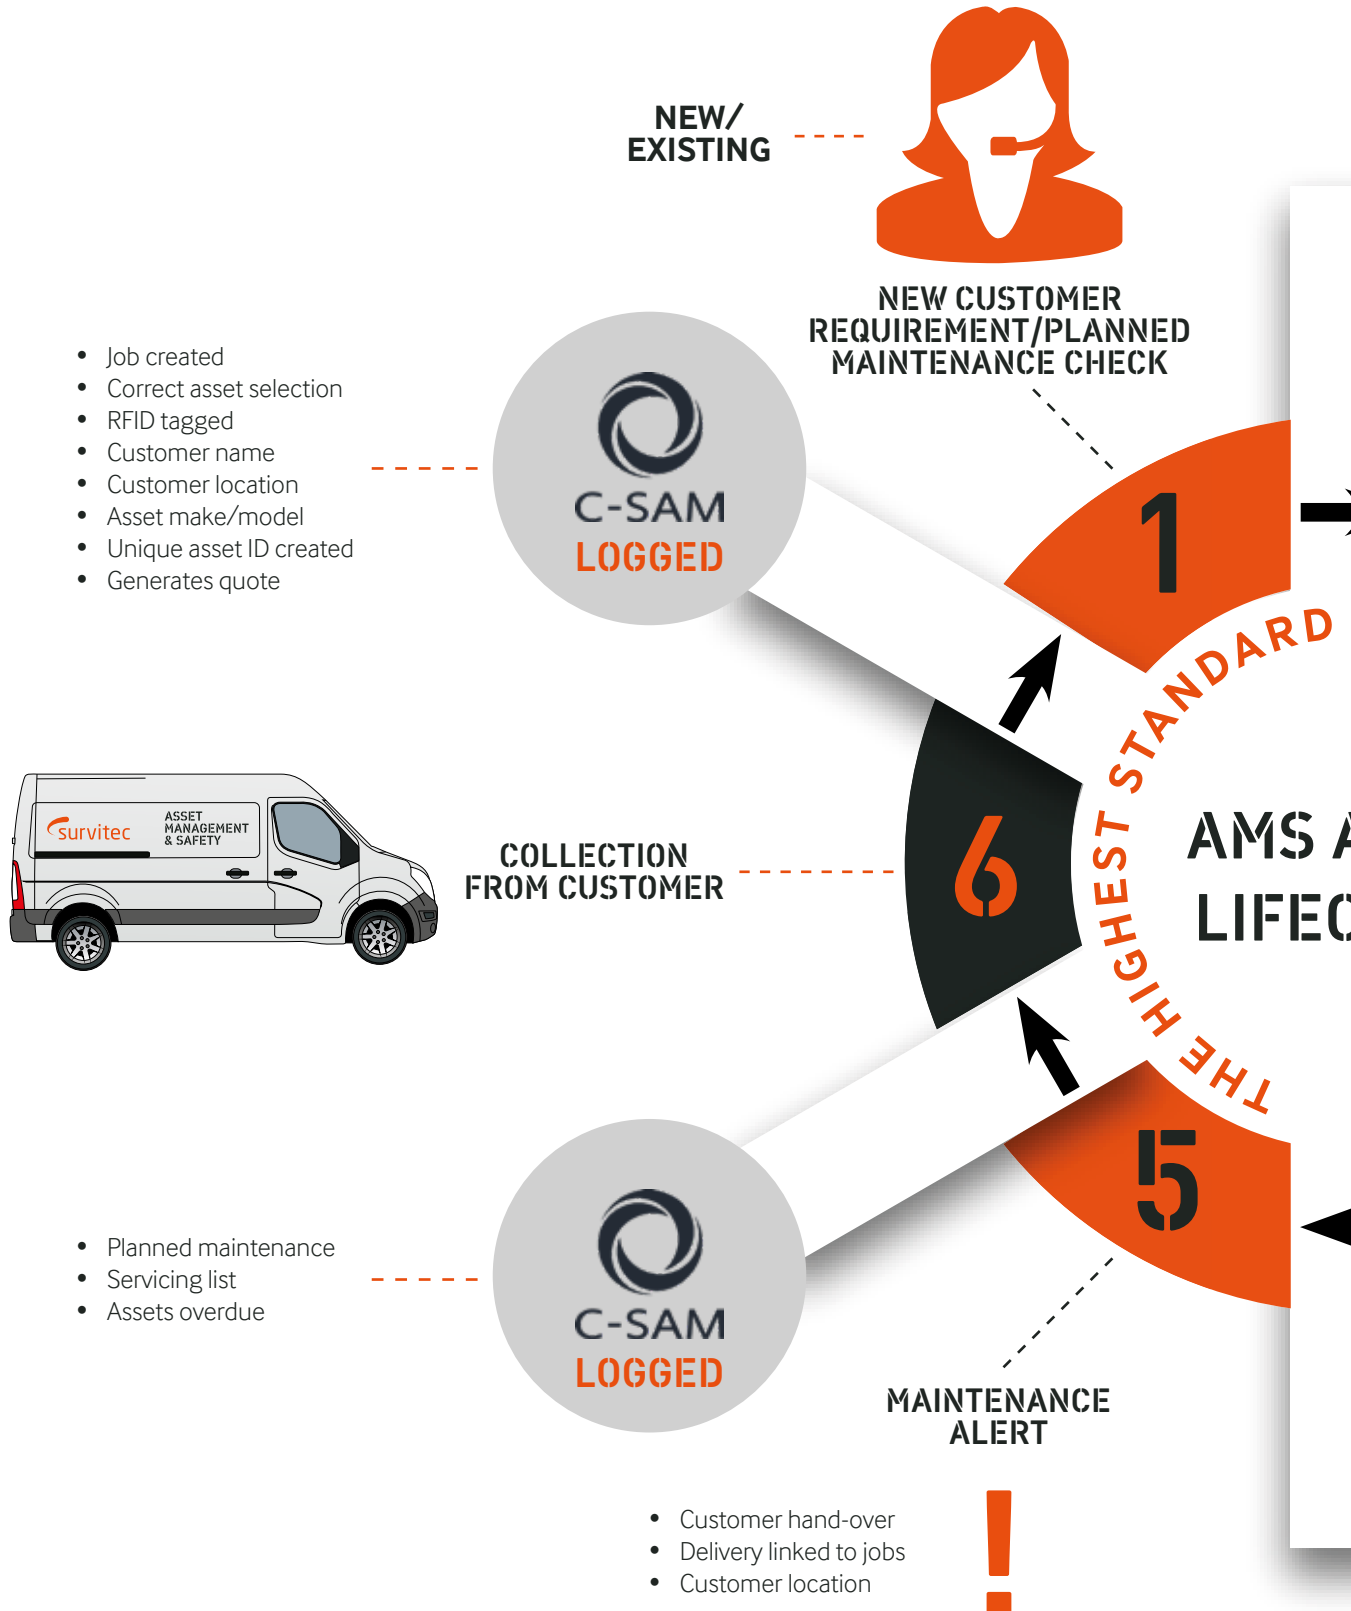 NEW/
EXISTING
NEW CUSTOMER
REQUIREMENT/PLANNED
MAINTENANCE CHECK
• Job created
• Correct asset selection
• RFID tagged
• Customer name
• Customer location
• Asset make/model
• Unique asset ID created
• Generates quote
C-SAM
LOGGED
1
survitec
ASSET
MANAGEMENT
& SAFETY
COLLECTION
FROM CUSTOMER
6
THE HIGHEST STANDARD
AMS
5
• Planned maintenance
• Servicing list
• Assets overdue
C-SAM
LOGGED
MAINTENANCE
ALERT
!
• Customer hand-over
• Delivery linked to jobs
• Customer location